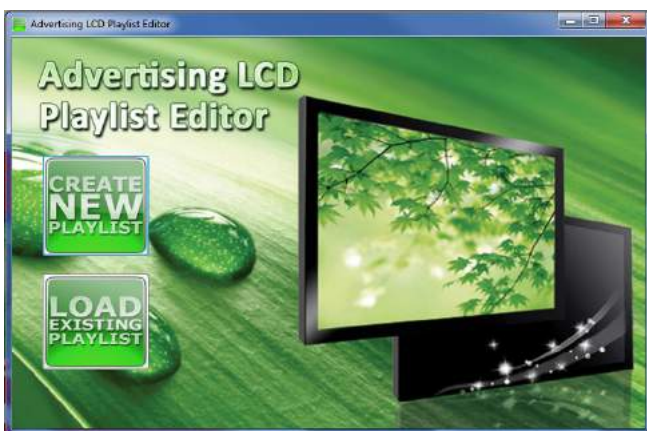 Advertising LCD Playlist Editor
Advertising LCD
Playlist Editor
CREATE
NEW
PLAYLIST
LOAD
EXISTING
PLAYLIST